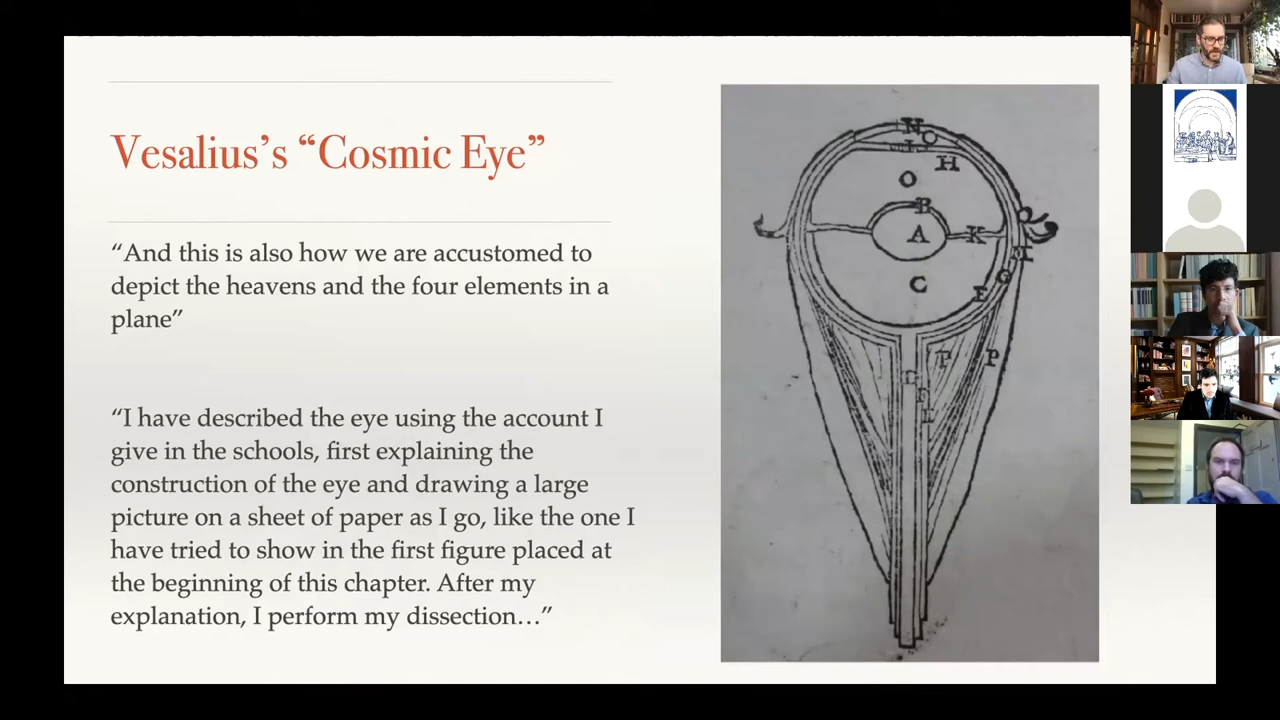 Vesalius’s “Cosmic Eye”
“And this is also how we are accustomed to
depict the heavens and the four elements in a
plane”
“I have described the eye using the account I
give in the schools, first explaining the
construction of the eye and drawing a large
picture on a sheet of paper as I go, like the one I
have tried to show in the first figure placed at
the beginning of this chapter. After my
explanation, I perform my dissection…”
N
O
I
H
O
B
A
K
C
E
O
T
P